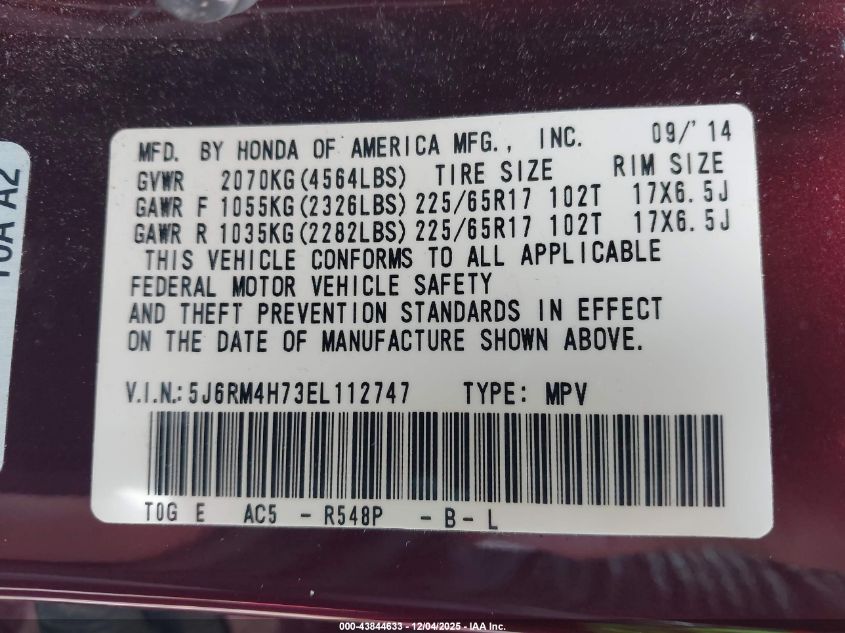 MFD. BY HONDA OF AMERICA MFG., INC. 09/'14
GVWR 2070KG(4564LBS) TIRE SIZE RIM SIZE
GAWR F 1055KG(2326LBS) 225/65R17 102T 17X6.5J
GAWR R 1035KG(2282LBS) 225/65R17 102T 17X6.5J
THIS VEHICLE CONFORMS TO ALL APPLICABLE
FEDERAL MOTOR VEHICLE SAFETY
AND THEFT PREVENTION STANDARDS IN EFFECT
ON THE DATE OF MANUFACTURE SHOWN ABOVE.
V.I.N.: 5J6RM4H73EL112747 TYPE: MPV
T0G E AC5 - R548P - B - L
000-43844633 - 12/04/2025 - IAA Inc.